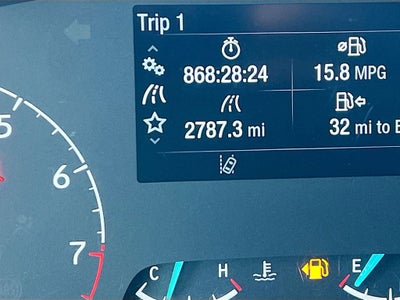 Trip 1
868:28:24
15.8 MPG
2787.3 mi
32 mi to E
5
6
7
C H E